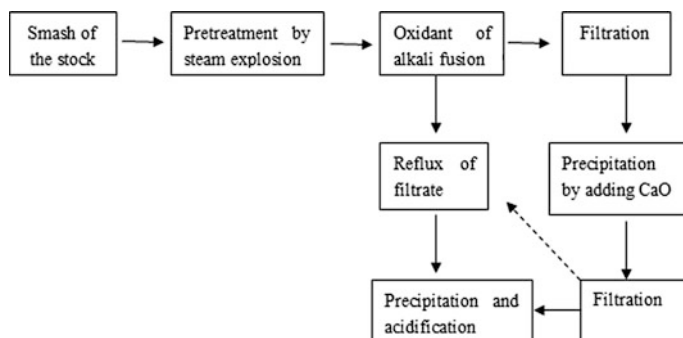 Smash of
the stock
Pretreatment by
steam explosion
Oxidant of
alkali fusion
Filtration
Reflux of
filtrate
Precipitation
by adding CaO
Precipitation and
acidification
Filtration